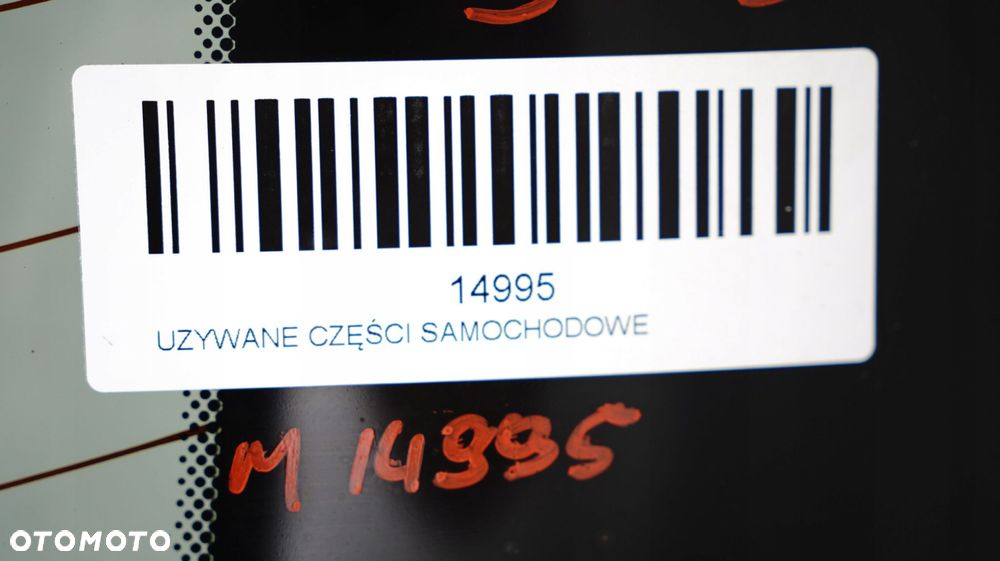 14995
UZYWANE CZĘŚCI SAMOCHODOWE
M 14995
OTOMOTO